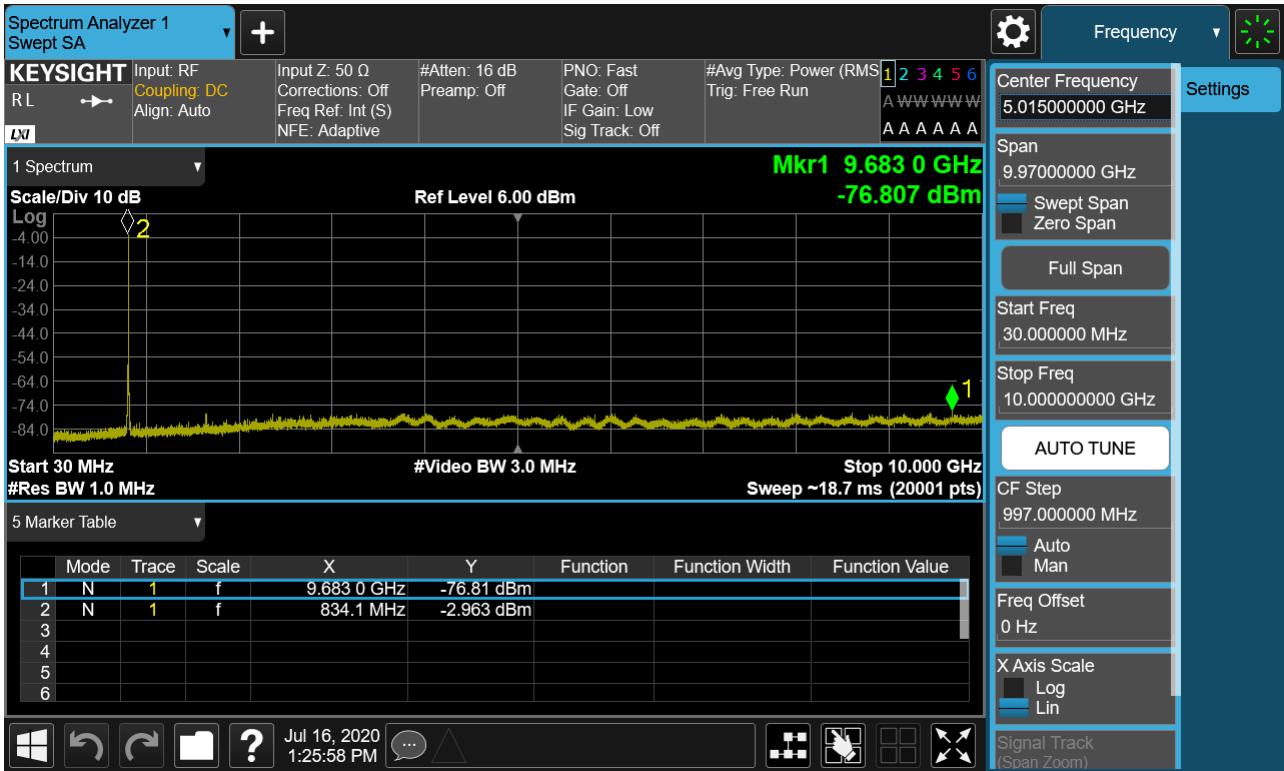 Spectrum Analyzer 1
Swept SA
Frequency
KEYSIGHT
R L
LXI
Input: RF
Coupling: DC
Align: Auto
Input Z: 50 Ω
Corrections: Off
Freq Ref: Int (S)
NFE: Adaptive
#Atten: 16 dB
Preamp: Off
PNO: Fast
Gate: Off
IF Gain: Low
Sig Track: Off
#Avg Type: Power (RMS
Trig: Free Run
1 2 3 4 5 6
A W W W W W
A A A A A A
1 Spectrum
Mkr1 9.683 0 GHz
-76.807 dBm
Scale/Div 10 dB
Ref Level 6.00 dBm
Log
-4.00
-14.0
-24.0
-34.0
-44.0
-54.0
-64.0
-74.0
-84.0
2
1
Start 30 MHz
#Video BW 3.0 MHz
Stop 10.000 GHz
#Res BW 1.0 MHz
Sweep ~18.7 ms (20001 pts)
5 Marker Table
Mode Trace Scale X Y Function Function Width Function Value
1 N 1 f 9.683 0 GHz -76.81 dBm
2 N 1 f 834.1 MHz -2.963 dBm
3
4
5
6
Jul 16, 2020
1:25:58 PM
Center Frequency
5.015000000 GHz
Settings
Span
9.97000000 GHz
Swept Span
Zero Span
Full Span
Start Freq
30.000000 MHz
Stop Freq
10.000000000 GHz
AUTO TUNE
CF Step
997.000000 MHz
Auto
Man
Freq Offset
0 Hz
X Axis Scale
Log
Lin
Signal Track
(Span Zoom)